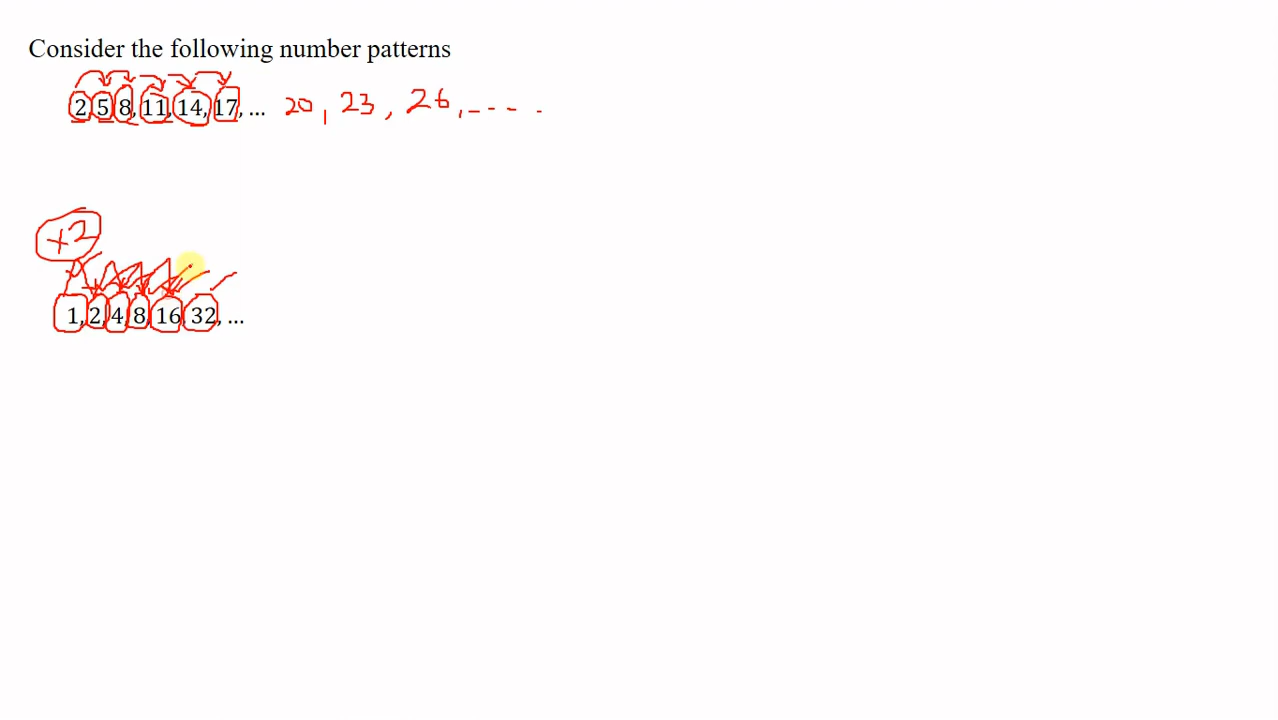 Consider the following number patterns
2, 5, 8, 11, 14, 17, ... 20, 23, 26, ....
×2
1, 2, 4, 8, 16, 32, ...